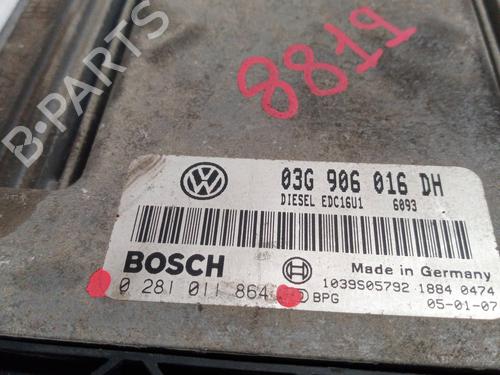 B-PARTS
8819
VW
03G 906 016 DH
DIESEL EDC16U1 6093
BOSCH
Made in Germany
0 281 011 864
BPG
1039S05792 1884 0474
05-01-07